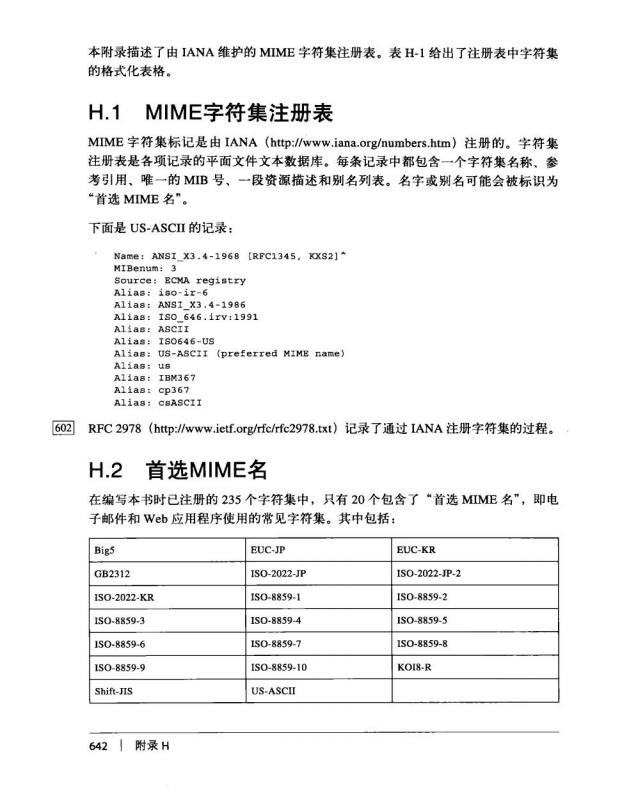 本附录描述了由 IANA 维护的 MIME 字符集注册表。表 H-1 给出了注册表中字符集
的格式化表格。
H.1 MIME字符集注册表
MIME 字符集标记是由 IANA（http://www.iana.org/numbers.htm）注册的。字符集
注册表是各项记录的平面文件文本数据库。每条记录中都包含一个字符集名称、参
考引用、唯一的 MIB 号、一段资源描述和别名列表。名字或别名可能会被标识为
“首选 MIME 名”。
下面是 US-ASCII 的记录：
Name: ANSI_X3.4-1968 [RFC1345, KXS2]^
MIBenum: 3
Source: ECMA registry
Alias: iso-ir-6
Alias: ANSI_X3.4-1986
Alias: ISO_646.irv:1991
Alias: ASCII
Alias: ISO646-US
Alias: US-ASCII (preferred MIME name)
Alias: us
Alias: IBM367
Alias: cp367
Alias: csASCII
602 RFC 2978（http://www.ietf.org/rfc/rfc2978.txt）记录了通过 IANA 注册字符集的过程。
H.2 首选MIME名
在编写本书时已注册的 235 个字符集中，只有 20 个包含了“首选 MIME 名”，即电
子邮件和 Web 应用程序使用的常见字符集。其中包括：
Big5 EUC-JP EUC-KR
GB2312 ISO-2022-JP ISO-2022-JP-2
ISO-2022-KR ISO-8859-1 ISO-8859-2
ISO-8859-3 ISO-8859-4 ISO-8859-5
ISO-8859-6 ISO-8859-7 ISO-8859-8
ISO-8859-9 ISO-8859-10 KOI8-R
Shift-JIS US-ASCII
642 | 附录 H